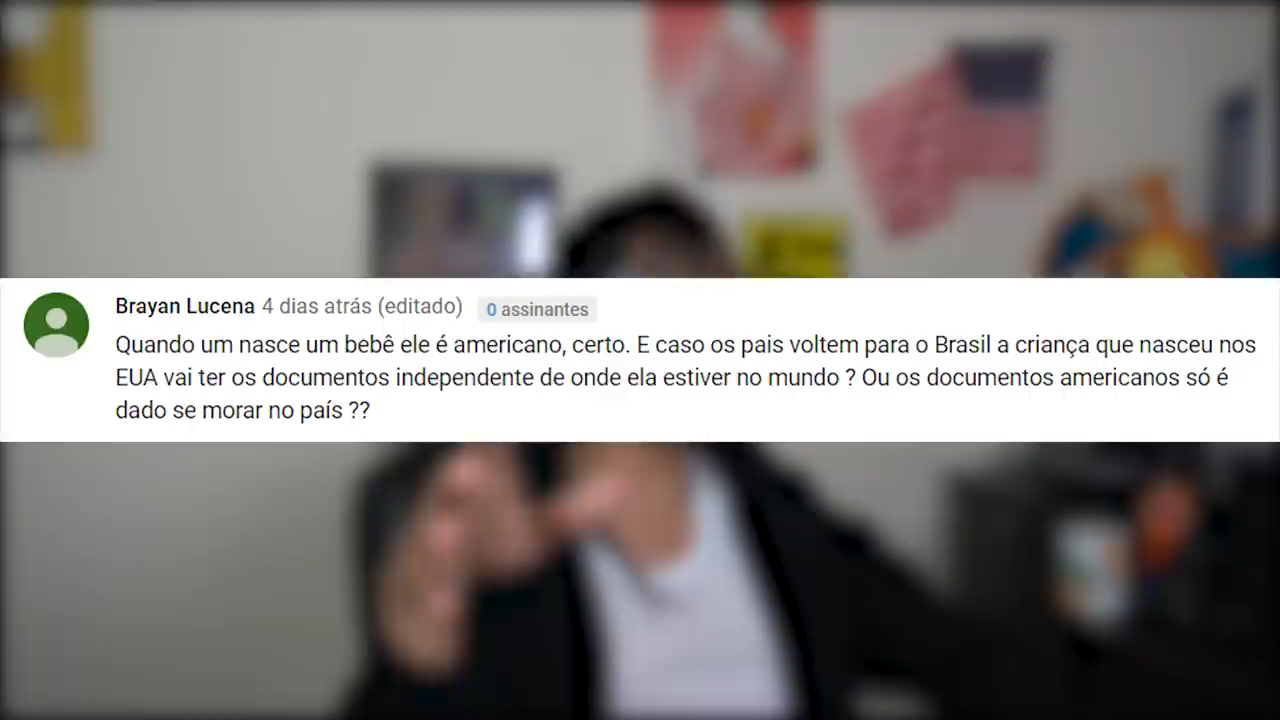 Brayan Lucena 4 dias atrás (editado) 0 assinantes
Quando um nasce um bebê ele é americano, certo. E caso os pais voltem para o Brasil a criança que nasceu nos
EUA vai ter os documentos independente de onde ela estiver no mundo ? Ou os documentos americanos só é
dado se morar no país ??